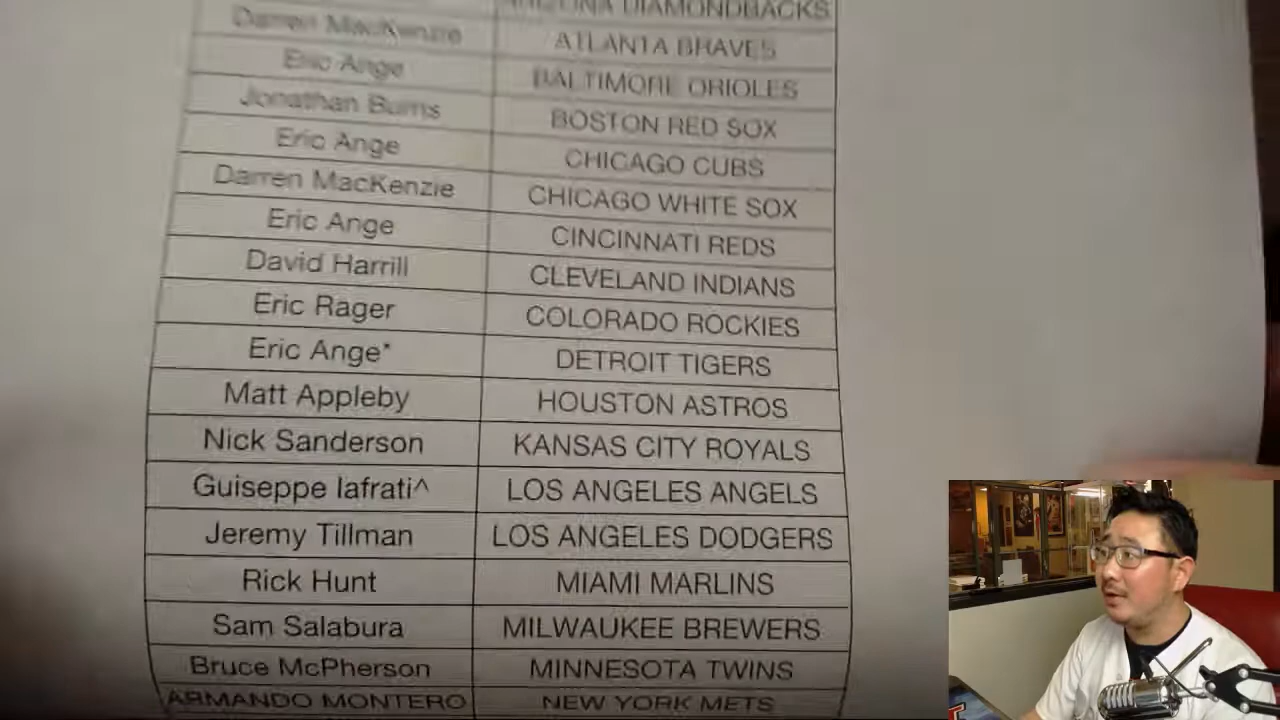 DIAMONDBACKS
Darren MacKenzie ATLANTA BRAVES
Eric Ange BALTIMORE ORIOLES
Jonathan Burns BOSTON RED SOX
Eric Ange CHICAGO CUBS
Darren MacKenzie CHICAGO WHITE SOX
Eric Ange CINCINNATI REDS
David Harrill CLEVELAND INDIANS
Eric Rager COLORADO ROCKIES
Eric Ange* DETROIT TIGERS
Matt Appleby HOUSTON ASTROS
Nick Sanderson KANSAS CITY ROYALS
Guiseppe Iafrati^ LOS ANGELES ANGELS
Jeremy Tillman LOS ANGELES DODGERS
Rick Hunt MIAMI MARLINS
Sam Salabura MILWAUKEE BREWERS
Bruce McPherson MINNESOTA TWINS
ARMANDO MONTERO NEW YORK METS